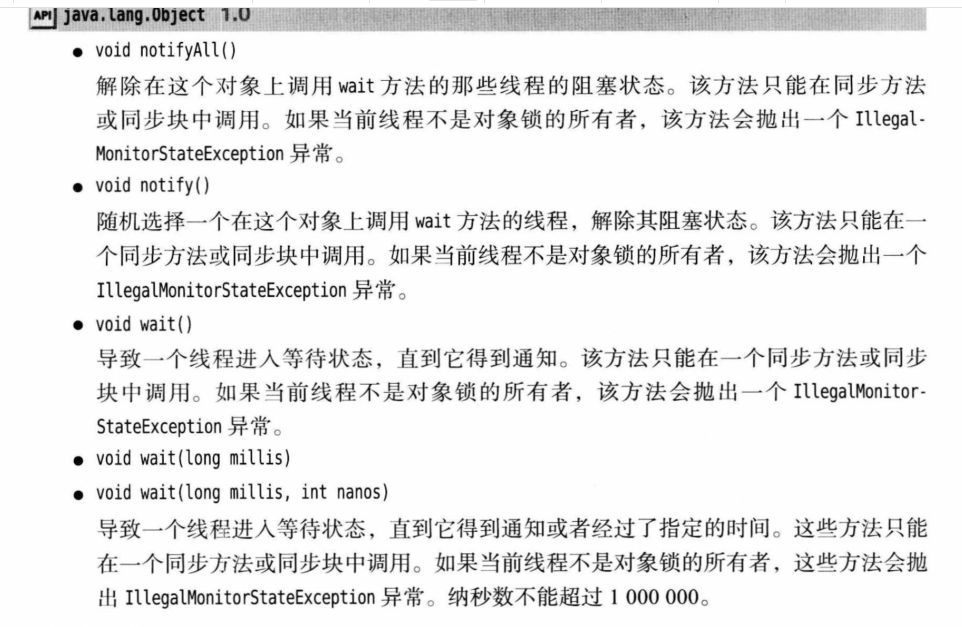 API java.lang.Object 1.0
● void notifyAll()
解除在这个对象上调用 wait 方法的那些线程的阻塞状态。该方法只能在同步方法
或同步块中调用。如果当前线程不是对象锁的所有者，该方法会抛出一个 Illegal-
MonitorStateException 异常。
● void notify()
随机选择一个在这个对象上调用 wait 方法的线程，解除其阻塞状态。该方法只能在一
个同步方法或同步块中调用。如果当前线程不是对象锁的所有者，该方法会抛出一个
IllegalMonitorStateException 异常。
● void wait()
导致一个线程进入等待状态，直到它得到通知。该方法只能在一个同步方法或同步
块中调用。如果当前线程不是对象锁的所有者，该方法会抛出一个 IllegalMonitor-
StateException 异常。
● void wait(long millis)
● void wait(long millis, int nanos)
导致一个线程进入等待状态，直到它得到通知或者经过了指定的时间。这些方法只能
在一个同步方法或同步块中调用。如果当前线程不是对象锁的所有者，这些方法会抛
出 IllegalMonitorStateException 异常。纳秒数不能超过 1 000 000。